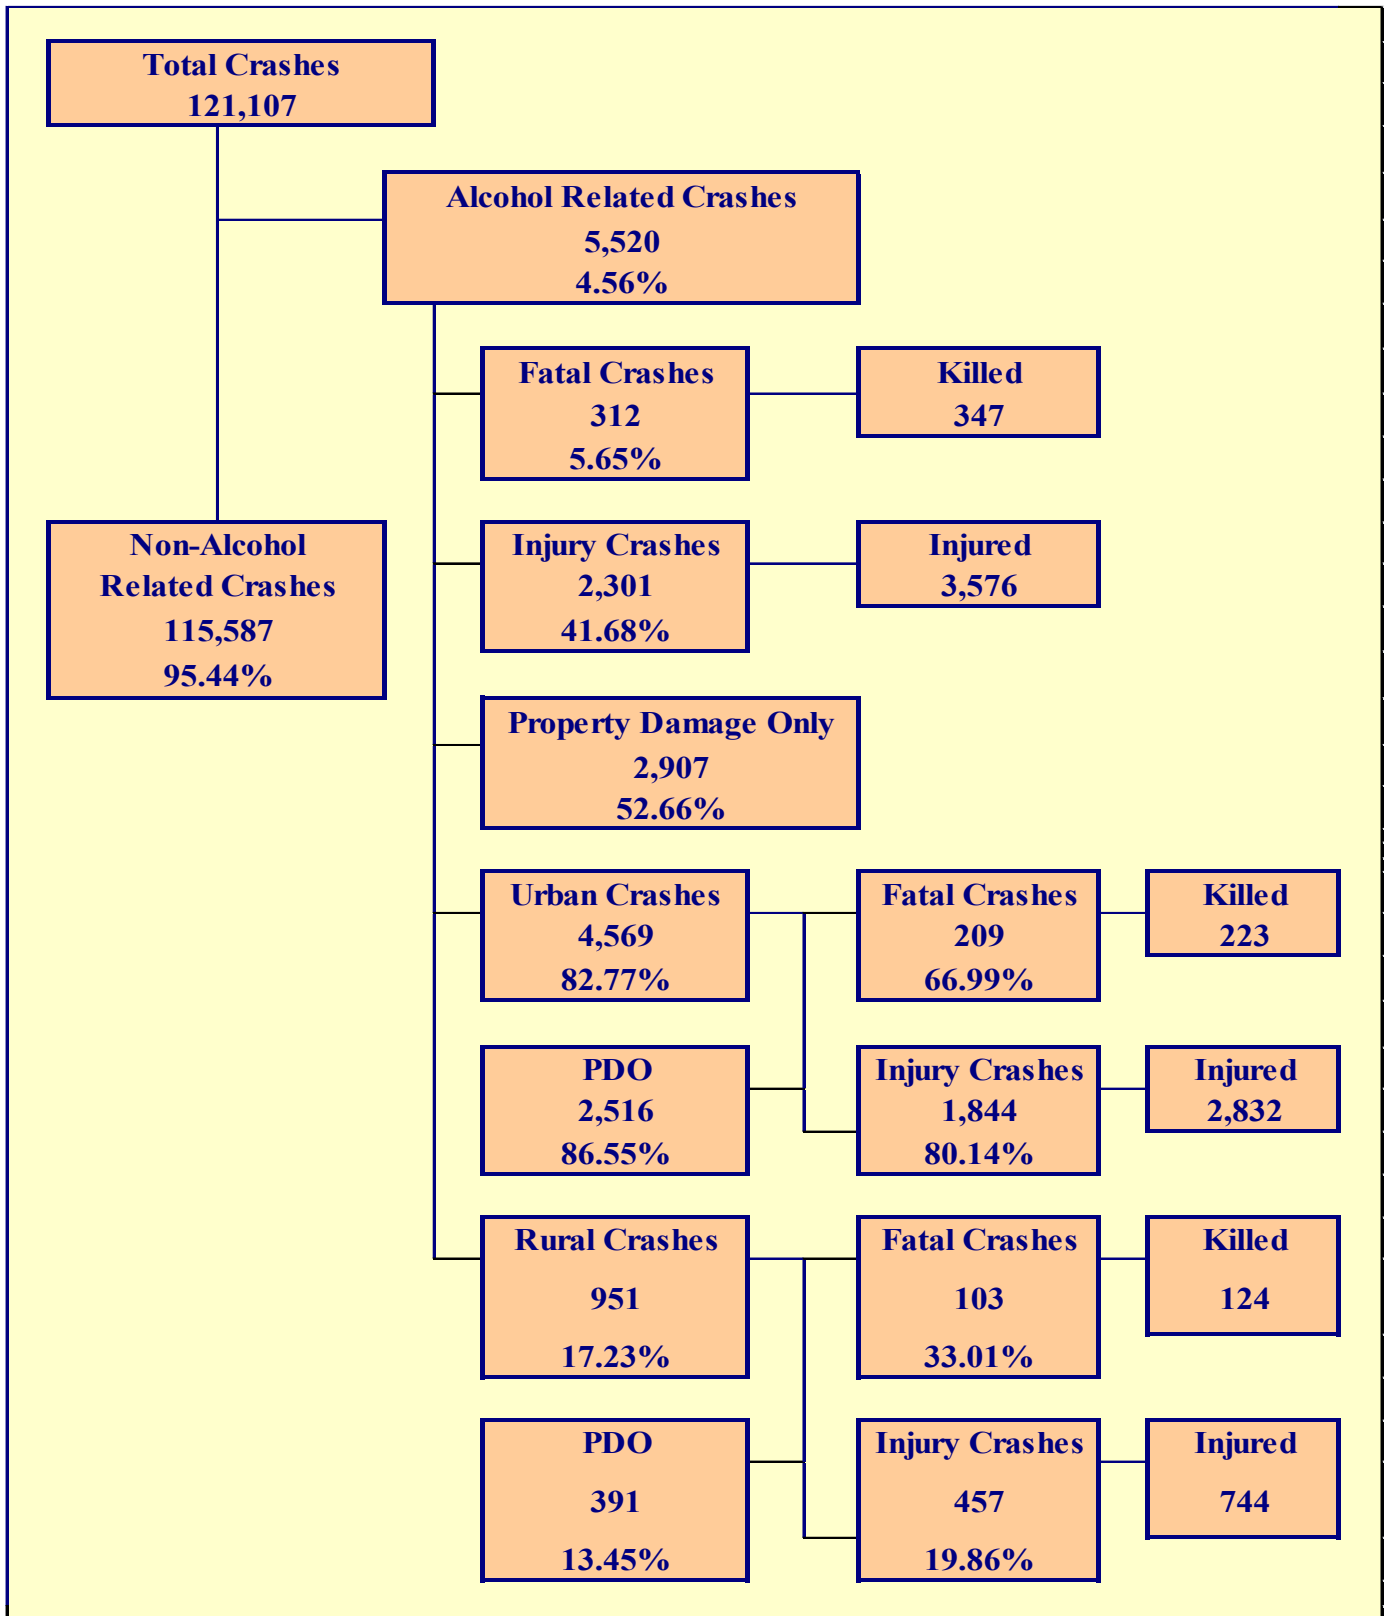 Total Crashes
121,107
Alcohol Related Crashes
5,520
4.56%
Fatal Crashes
312
5.65%
Killed
347
Non-Alcohol
Related Crashes
115,587
95.44%
Injury Crashes
2,301
41.68%
Injured
3,576
Property Damage Only
2,907
52.66%
Urban Crashes
4,569
82.77%
Fatal Crashes
209
66.99%
Killed
223
PDO
2,516
86.55%
Injury Crashes
1,844
80.14%
Injured
2,832
Rural Crashes
951
17.23%
Fatal Crashes
103
33.01%
Killed
124
PDO
391
13.45%
Injury Crashes
457
19.86%
Injured
744